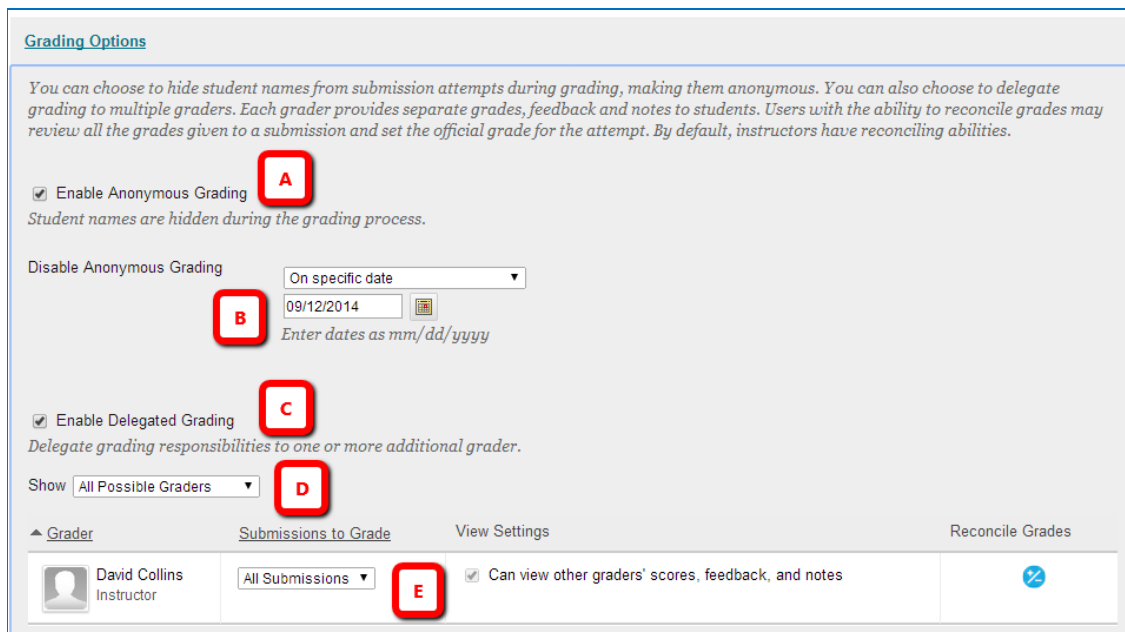 Grading Options
You can choose to hide student names from submission attempts during grading, making them anonymous. You can also choose to delegate
grading to multiple graders. Each grader provides separate grades, feedback and notes to students. Users with the ability to reconcile grades may
review all the grades given to a submission and set the official grade for the attempt. By default, instructors have reconciling abilities.
Enable Anonymous Grading A
Student names are hidden during the grading process.
Disable Anonymous Grading On specific date
B 09/12/2014
Enter dates as mm/dd/yyyy
Enable Delegated Grading C
Delegate grading responsibilities to one or more additional grader.
Show All Possible Graders D
Grader Submissions to Grade View Settings Reconcile Grades
David Collins All Submissions E Can view other graders' scores, feedback, and notes
Instructor